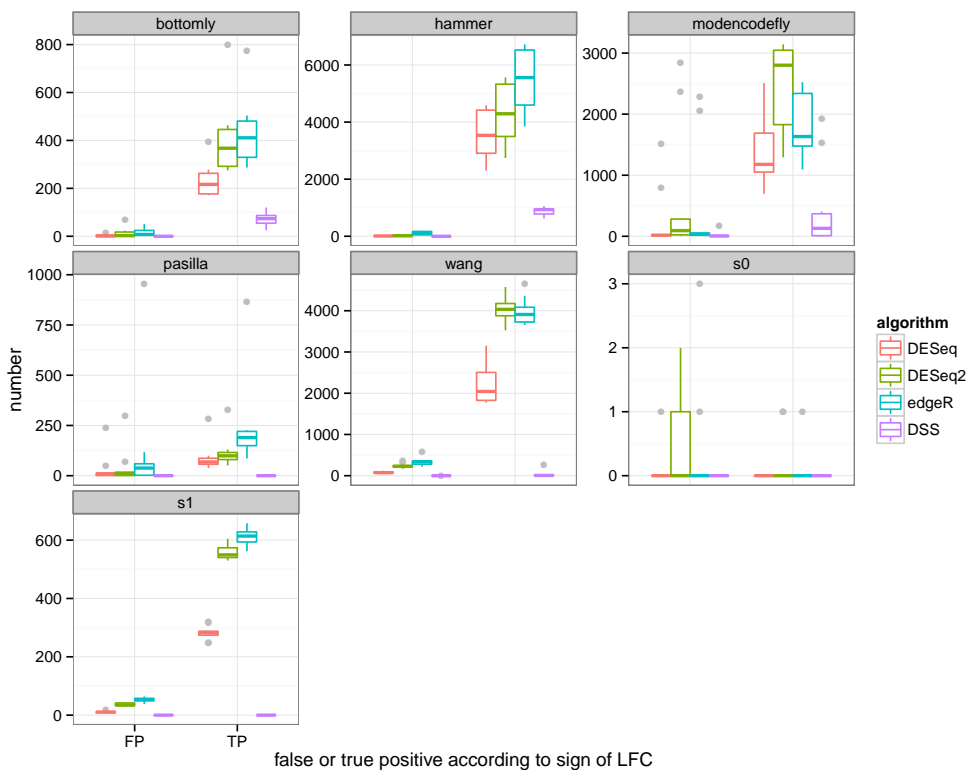 bottomly
hammer
modencodefly
800
600
400
200
0
6000
4000
2000
0
3000
2000
1000
0
pasilla
wang
s0
1000
750
500
250
0
4000
3000
2000
1000
0
3
2
1
0
s1
600
400
200
0
FP
TP
number
false or true positive according to sign of LFC
algorithm
DESeq
DESeq2
edgeR
DSS